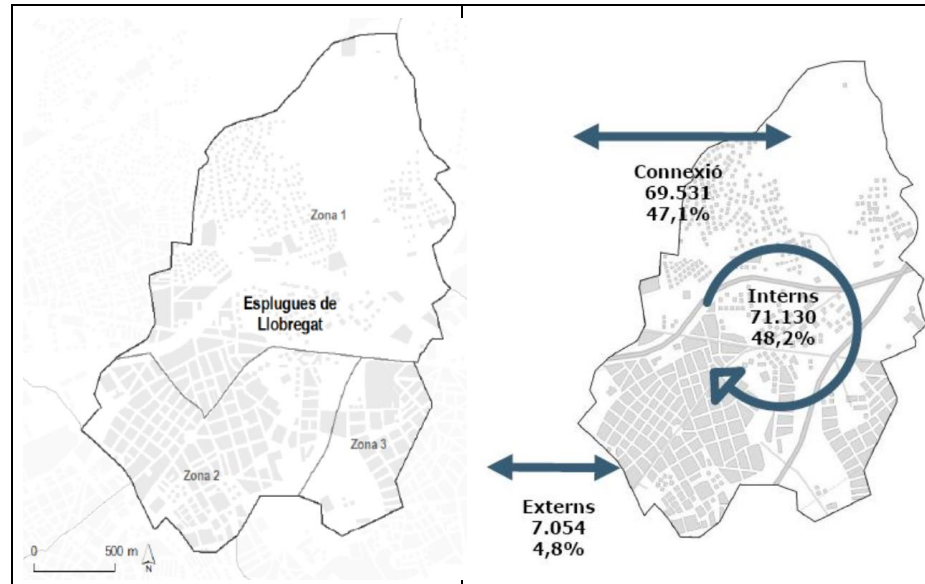 Zona 1
Esplugues de
Llobregat
Zona 3
Zona 2
0 500 m
N
Connexió
69.531
47,1%
Interns
71.130
48,2%
Externs
7.054
4,8%